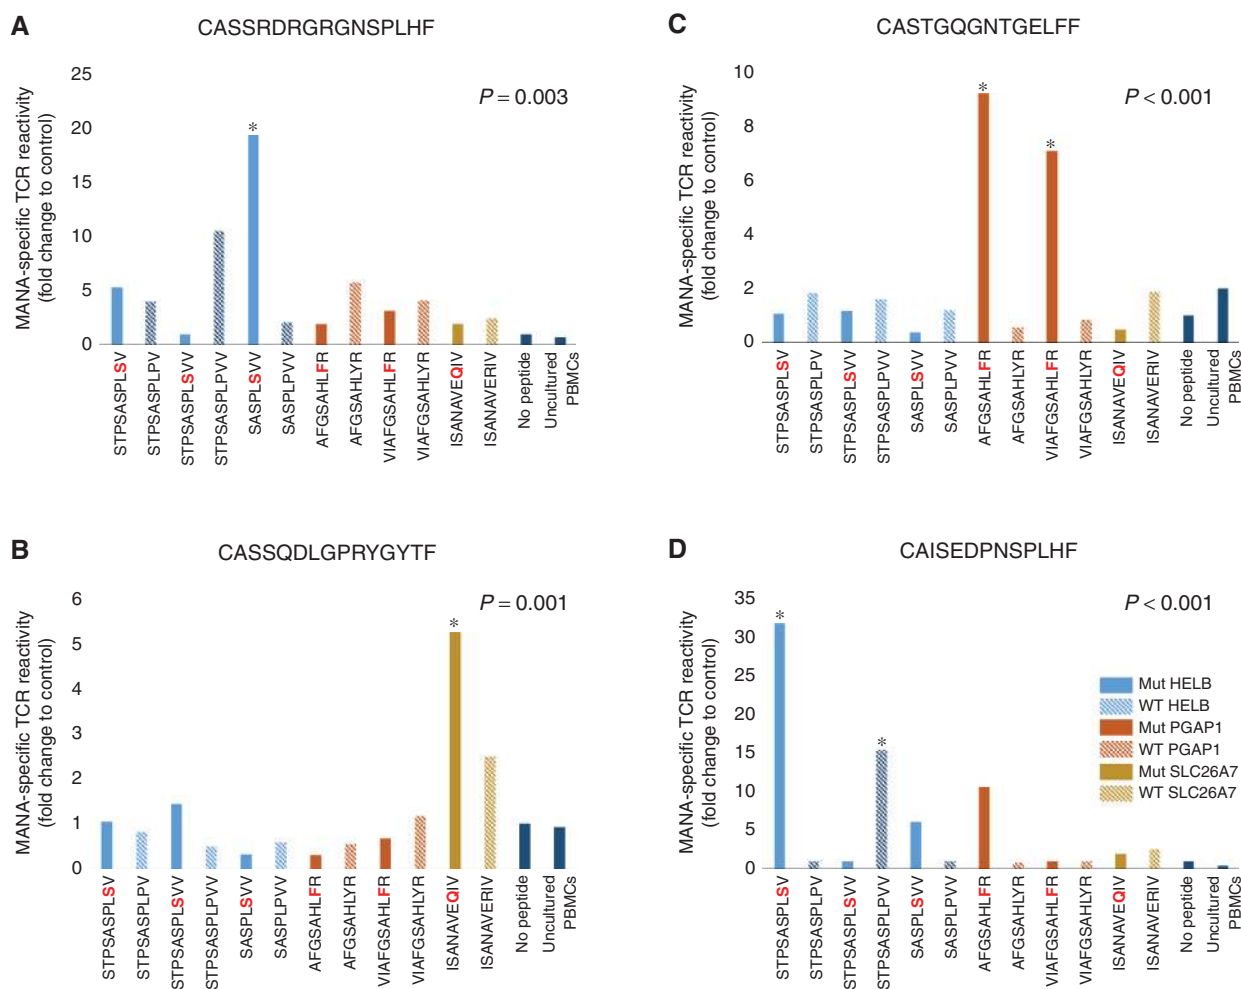 A
CASSRDRGRGNSPLHF
P = 0.003
MANA-specific TCR reactivity
(fold change to control)
25
20
15
10
5
0
*
STPSASPLSV
STPSASPLPV
STPSASPLSVV
STPSASPLPVV
SASPLSVV
SASPLPVV
AFGSAHLFR
AFGSAHLYR
VIAFGSAHLFR
VIAFGSAHLYR
ISANAVEQIV
ISANAVERIV
No peptide
Uncultured
PBMCs
B
CASSQDLGPRYGYTF
P = 0.001
MANA-specific TCR reactivity
(fold change to control)
6
5
4
3
2
1
0
*
STPSASPLSV
STPSASPLPV
STPSASPLSVV
STPSASPLPVV
SASPLSVV
SASPLPVV
AFGSAHLFR
AFGSAHLYR
VIAFGSAHLFR
VIAFGSAHLYR
ISANAVEQIV
ISANAVERIV
No peptide
Uncultured
PBMCs
C
CASTGQGNTGELFF
P < 0.001
MANA-specific TCR reactivity
(fold change to control)
10
8
6
4
2
0
*
*
STPSASPLSV
STPSASPLPV
STPSASPLSVV
STPSASPLPVV
SASPLSVV
SASPLPVV
AFGSAHLFR
AFGSAHLYR
VIAFGSAHLFR
VIAFGSAHLYR
ISANAVEQIV
ISANAVERIV
No peptide
Uncultured
PBMCs
D
CAISEDPNSPLHF
P < 0.001
MANA-specific TCR reactivity
(fold change to control)
35
30
25
20
15
10
5
0
*
*
Mut HELB
WT HELB
Mut PGAP1
WT PGAP1
Mut SLC26A7
WT SLC26A7
STPSASPLSV
STPSASPLPV
STPSASPLSVV
STPSASPLPVV
SASPLSVV
SASPLPVV
AFGSAHLFR
AFGSAHLYR
VIAFGSAHLFR
VIAFGSAHLYR
ISANAVEQIV
ISANAVERIV
No peptide
Uncultured
PBMCs